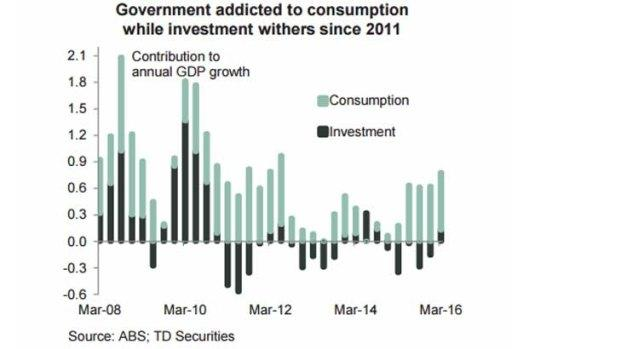 Government addicted to consumption
while investment withers since 2011
2.1
Contribution to
annual GDP growth
1.8
Consumption
1.5
Investment
1.2
0.9
0.6
0.3
0.0
-0.3
-0.6
Mar-08 Mar-10 Mar-12 Mar-14 Mar-16
Source: ABS; TD Securities